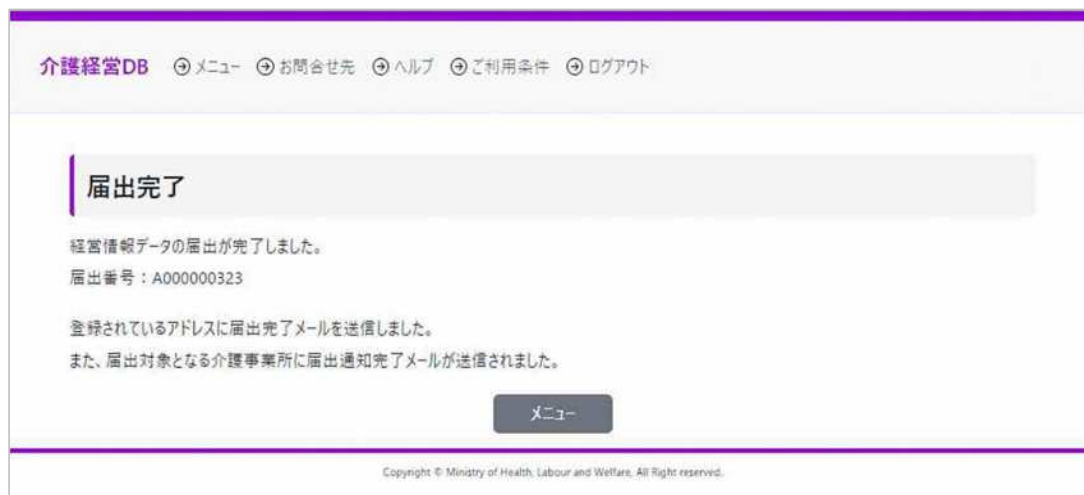 介護経営DB メニュー お問合せ先 ヘルプ ご利用条件 ログアウト
届出完了
経営情報データの届出が完了しました。
届出番号：A000000323
登録されているアドレスに届出完了メールを送信しました。
また、届出対象となる介護事業所に届出通知完了メールが送信されました。
メニュー
Copyright © Ministry of Health, Labour and Welfare, All Right reserved.